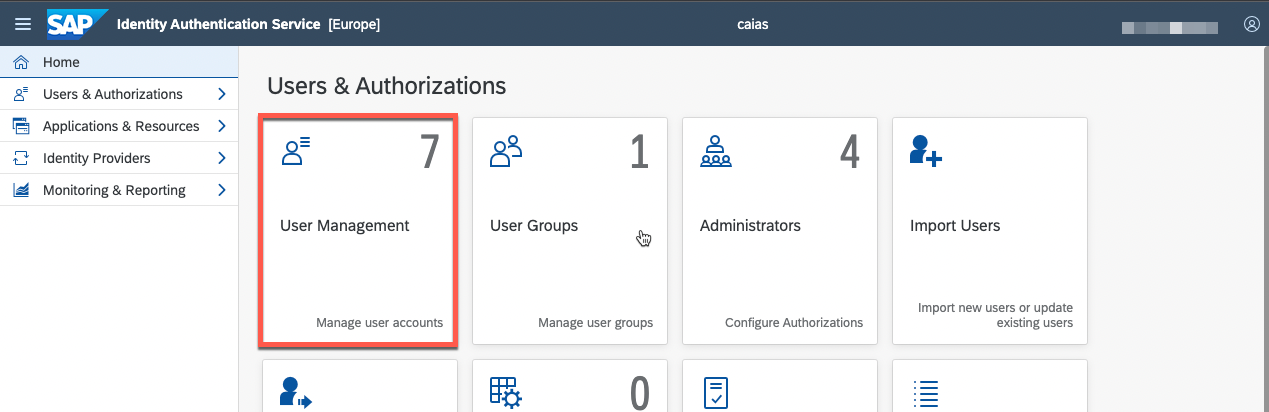 SAP Identity Authentication Service [Europe]
caias
Home
Users & Authorizations
Applications & Resources
Identity Providers
Monitoring & Reporting
Users & Authorizations
7
User Management
Manage user accounts
1
User Groups
Manage user groups
4
Administrators
Configure Authorizations
Import Users
Import new users or update
existing users
0